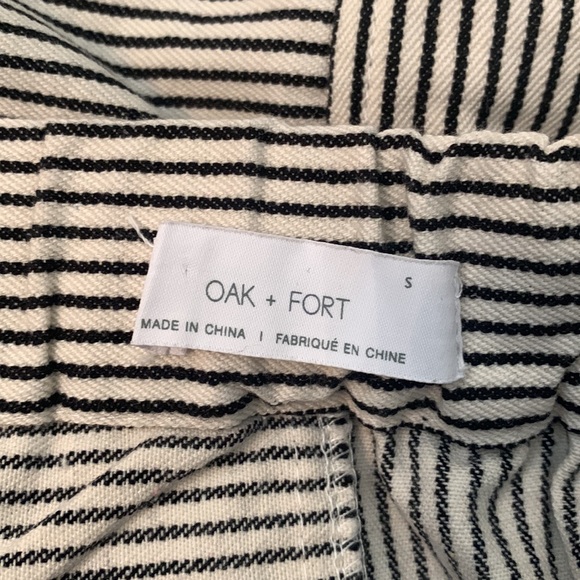 S
OAK + FORT
MADE IN CHINA | FABRIQUÉ EN CHINE